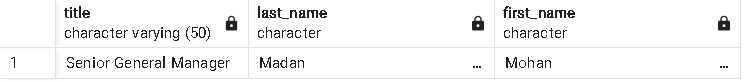 title last_name first_name
character varying (50) character character
1 Senior General Manager Madan ... Mohan ...